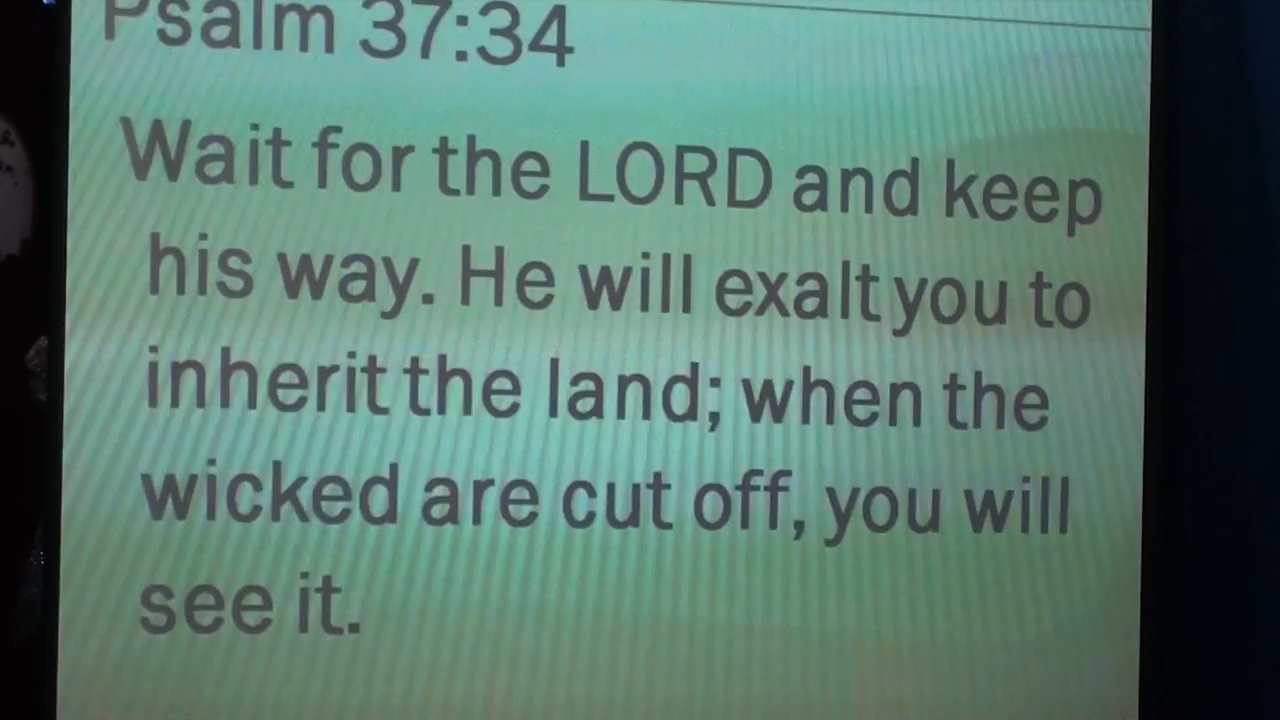 Psalm 37:34
Wait for the LORD and keep
his way. He will exalt you to
inherit the land; when the
wicked are cut off, you will
see it.